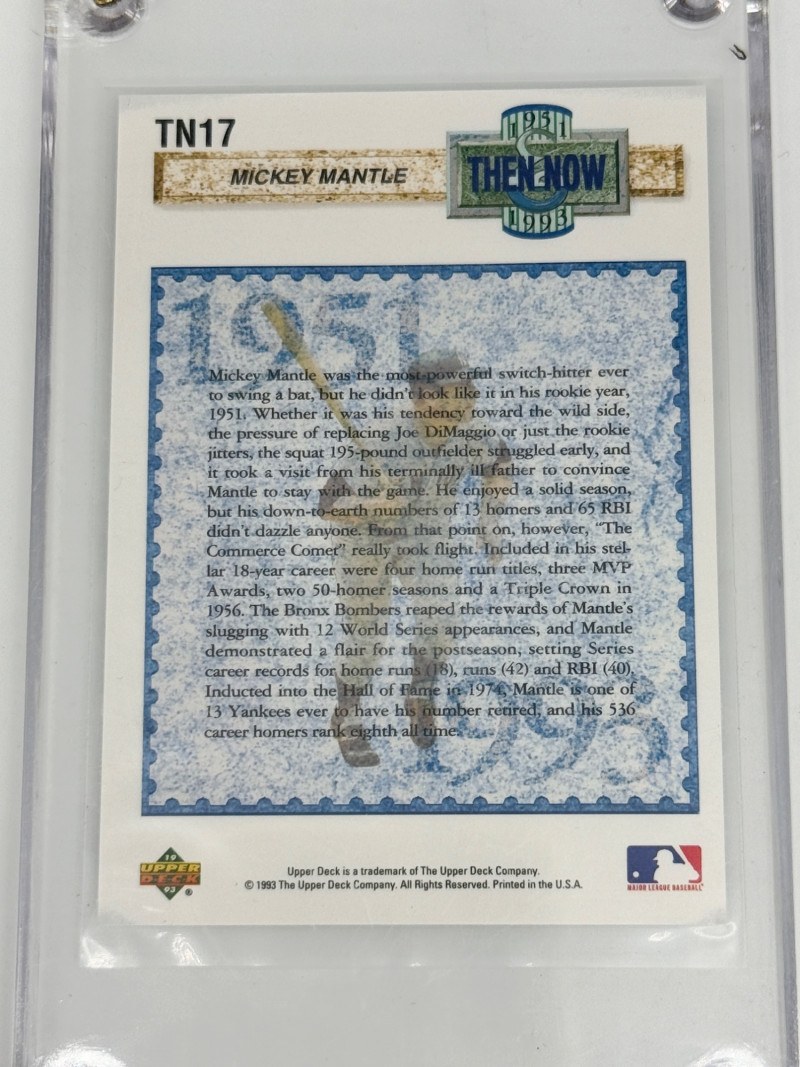 TN17
MICKEY MANTLE
1951
THEN NOW
1993
1951
Mickey Mantle was the most powerful switch-hitter ever
to swing a bat, but he didn't look like it in his rookie year,
1951. Whether it was his tendency toward the wild side,
the pressure of replacing Joe DiMaggio or just the rookie
jitters, the squat 195-pound outfielder struggled early, and
it took a visit from his terminally ill father to convince
Mantle to stay with the game. He enjoyed a solid season,
but his down-to-earth numbers of 13 homers and 65 RBI
didn't dazzle anyone. From that point on, however, "The
Commerce Comet" really took flight. Included in his stel-
lar 18-year career were four home run titles, three MVP
Awards, two 50-homer seasons and a Triple Crown in
1956. The Bronx Bombers reaped the rewards of Mantle's
slugging with 12 World Series appearances, and Mantle
demonstrated a flair for the postseason, setting Series
career records for home runs (18), runs (42) and RBI (40).
Inducted into the Hall of Fame in 1974, Mantle is one of
13 Yankees ever to have his number retired, and his 536
career homers rank eighth all time.
1993
19
UPPER
DECK
93 ®
Upper Deck is a trademark of The Upper Deck Company.
© 1993 The Upper Deck Company. All Rights Reserved. Printed in the U.S.A.
MAJOR LEAGUE BASEBALL